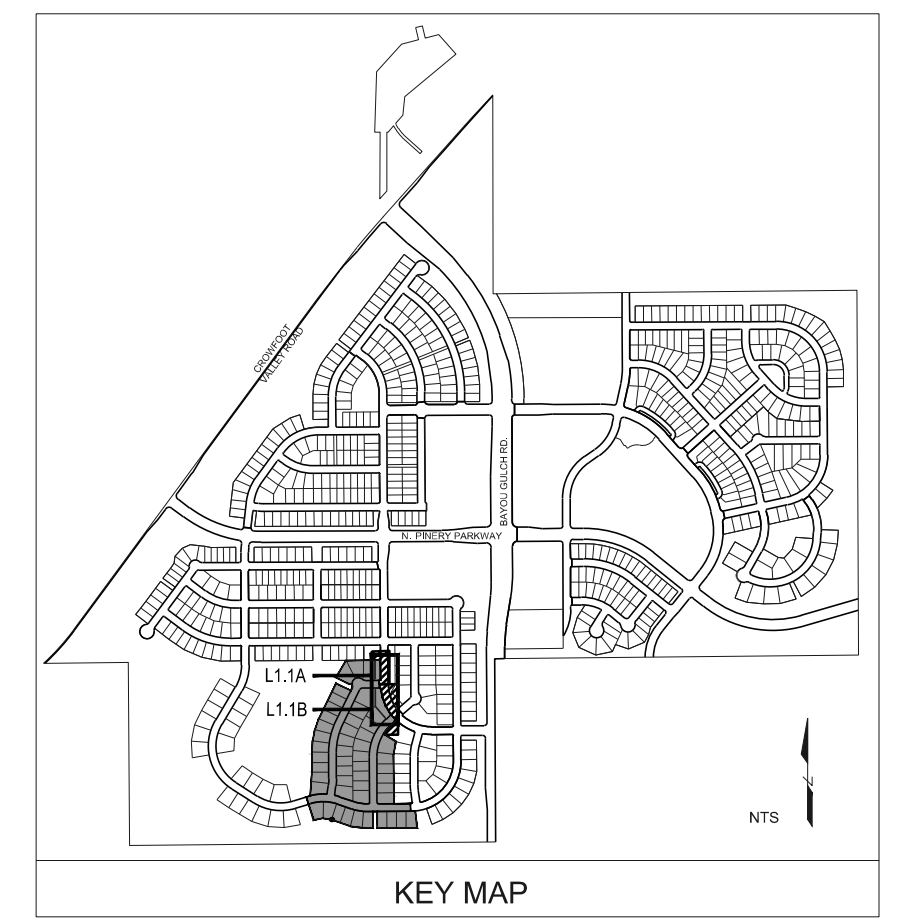 CROWFOOT
VALLEY ROAD
BAYOU GULCH RD.
N. PINERY PARKWAY
L1.1A
L1.1B
NTS
KEY MAP